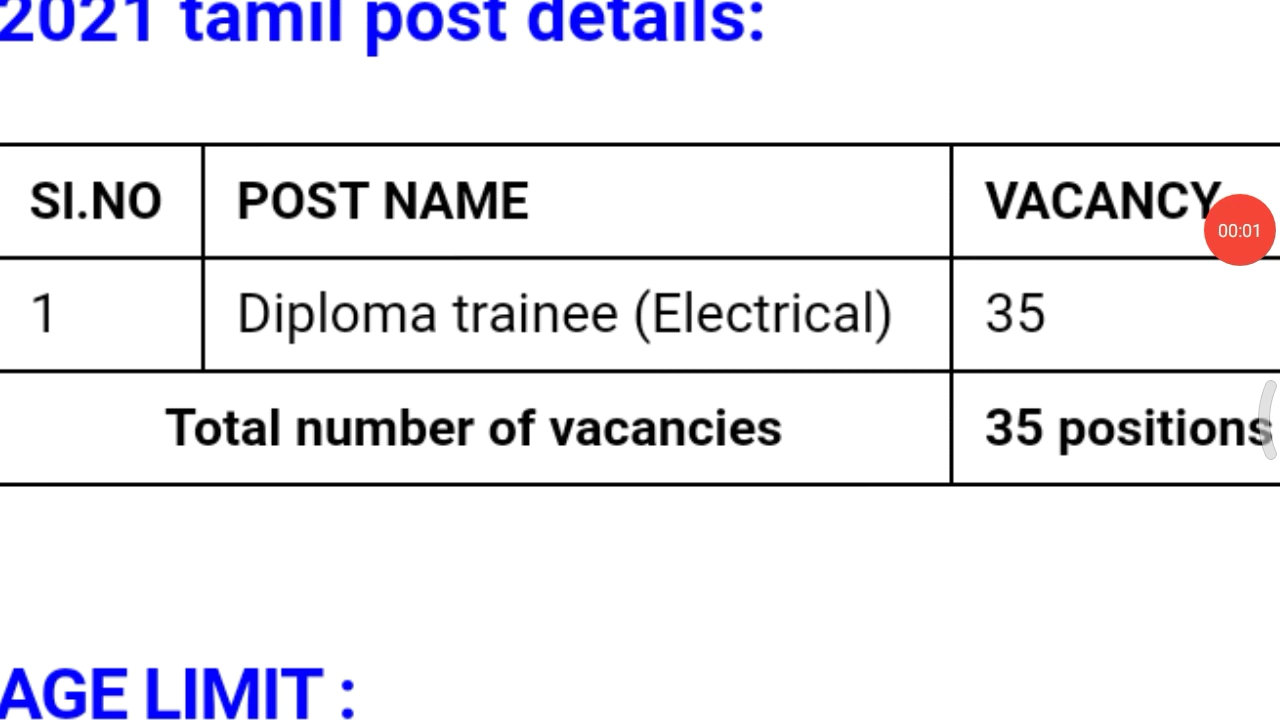 2021 tamil post details:
SI.NO POST NAME VACANCY
00:01
1 Diploma trainee (Electrical) 35
Total number of vacancies 35 positions
AGE LIMIT :